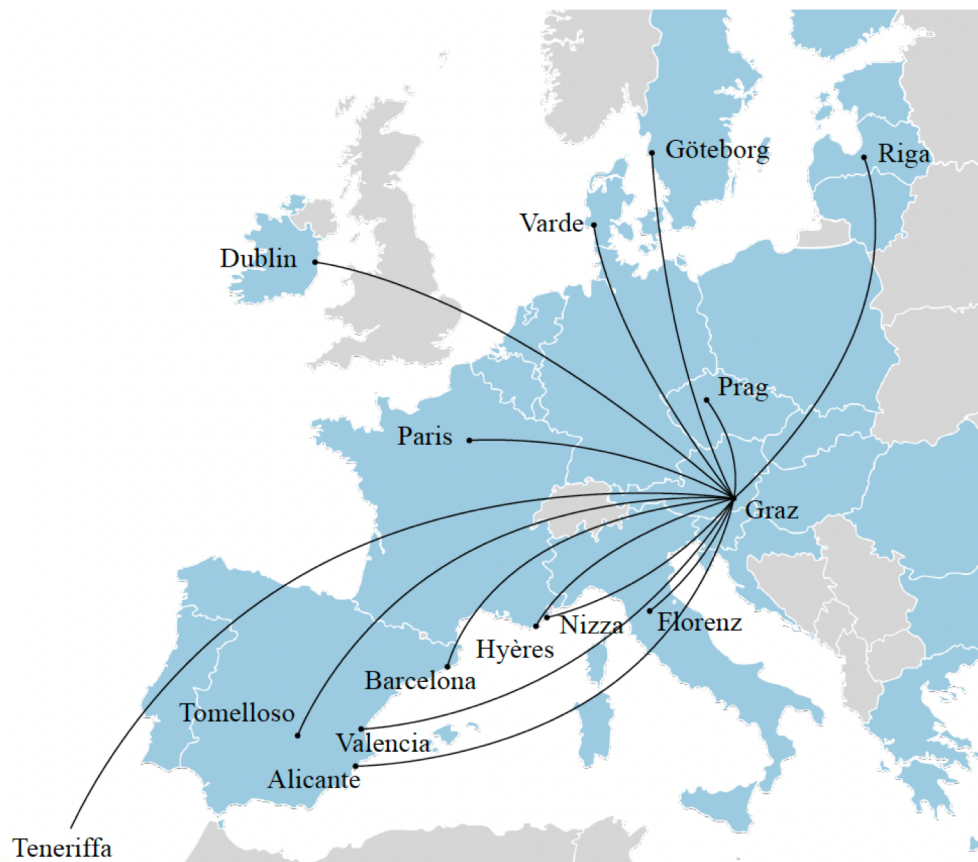 Göteborg
Riga
Varde
Dublin
Prag
Paris
Graz
Nizza
Florenz
Hyères
Barcelona
Tomelloso
Valencia
Alicante
Teneriffa